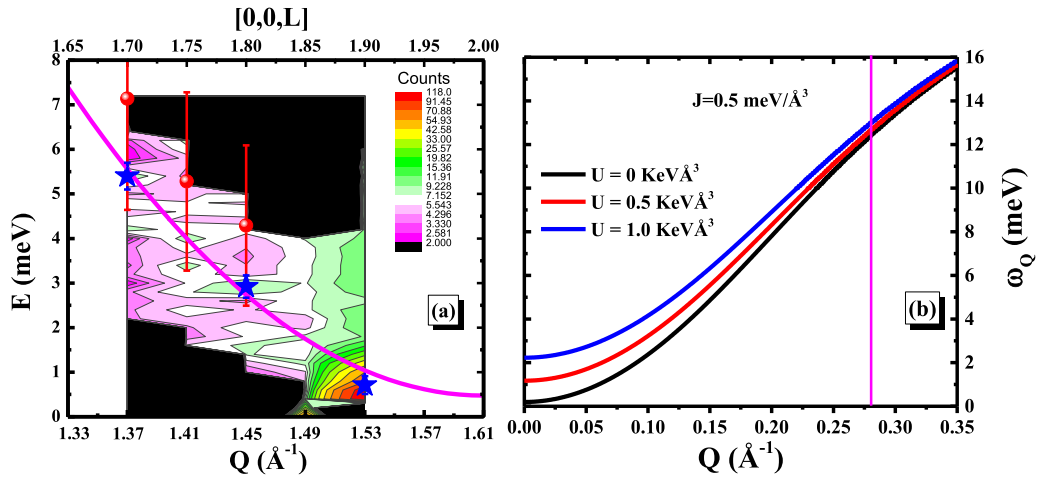 [0,0,L]
1.65 1.70 1.75 1.80 1.85 1.90 1.95 2.00
8
7
6
5
4
3
2
1
0
E (meV)
Counts
118.0
91.45
70.88
54.93
42.58
33.00
25.57
19.82
15.36
11.91
9.228
7.152
5.543
4.296
3.330
2.581
2.000
(a)
1.33 1.37 1.41 1.45 1.49 1.53 1.57 1.61
Q (Å⁻¹)
J=0.5 meV/Å³
U = 0 KeVÅ³
U = 0.5 KeVÅ³
U = 1.0 KeVÅ³
(b)
16
14
12
10
8
6
4
2
0
ω_Q (meV)
0.00 0.05 0.10 0.15 0.20 0.25 0.30 0.35
Q (Å⁻¹)